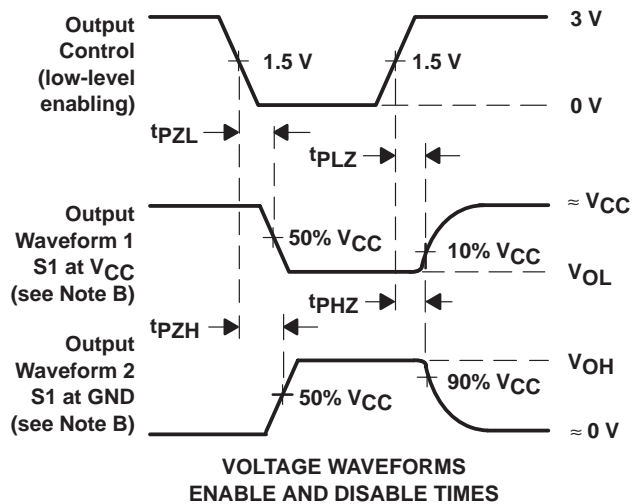 Output
Control
(low-level
enabling)
3 V
1.5 V
1.5 V
0 V
tPZL
tPLZ
Output
Waveform 1
S1 at VCC
(see Note B)
≈ VCC
50% VCC
10% VCC
VOL
tPZH
tPHZ
Output
Waveform 2
S1 at GND
(see Note B)
VOH
50% VCC
90% VCC
≈ 0 V
VOLTAGE WAVEFORMS
ENABLE AND DISABLE TIMES